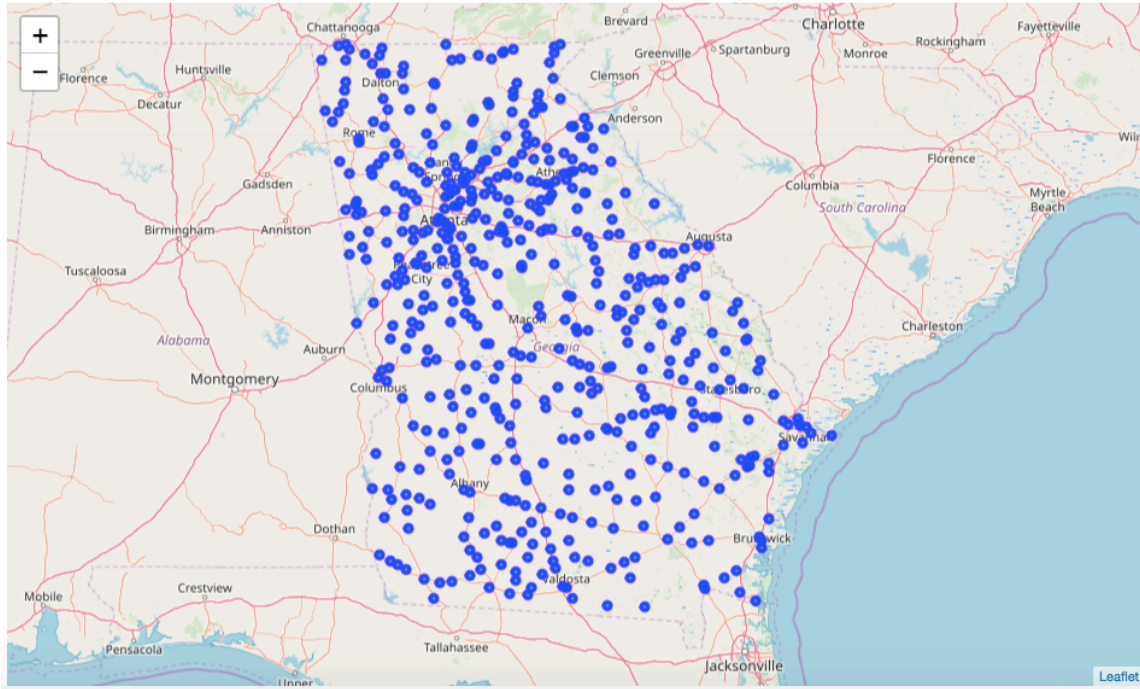 +
−
Chattanooga
Brevard
Charlotte
Fayetteville
Greenville
Spartanburg
Monroe
Rockingham
Florence
Huntsville
Clemson
Dalton
Decatur
Anderson
Rome
Florence
Gadsden
Columbia
Myrtle
Beach
South Carolina
Birmingham
Anniston
Atlanta
Augusta
Tuscaloosa
City
Macon
Charleston
Alabama
Auburn
Georgia
Montgomery
Columbus
Statesboro
Savannah
Albany
Dothan
Brunswick
Valdosta
Crestview
Mobile
Pensacola
Tallahassee
Jacksonville
Upper
Leaflet